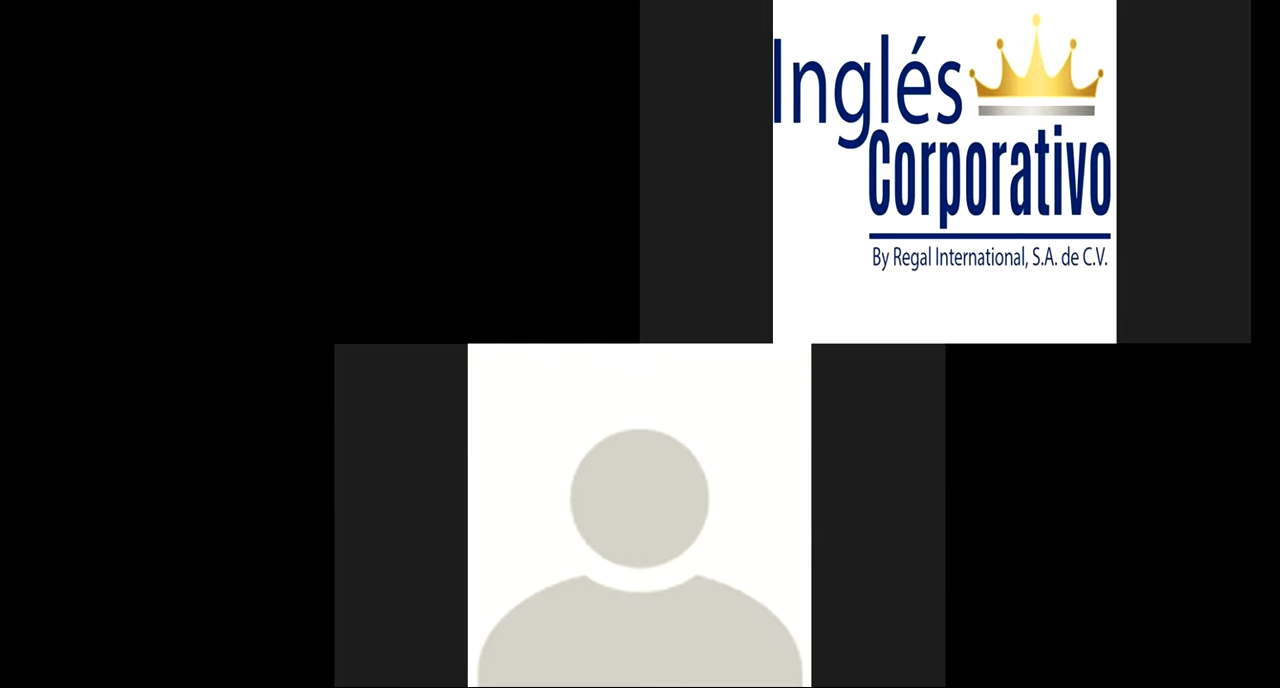 Inglés
Corporativo
By Regal International, S.A. de C.V.